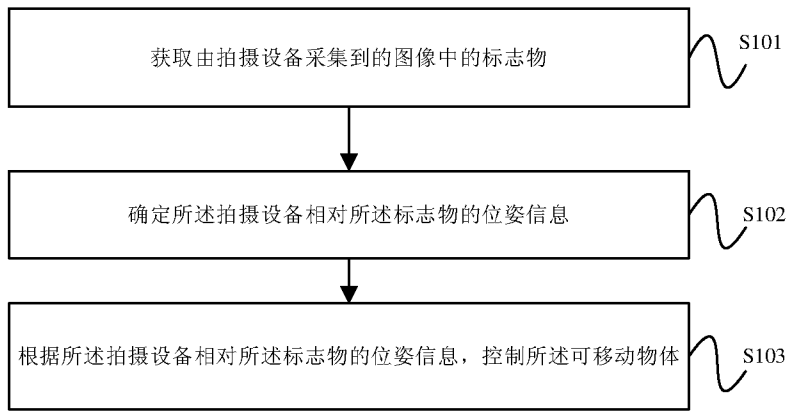 获取由拍摄设备采集到的图像中的标志物
S101
确定所述拍摄设备相对所述标志物的位姿信息
S102
根据所述拍摄设备相对所述标志物的位姿信息，控制所述可移动物体
S103